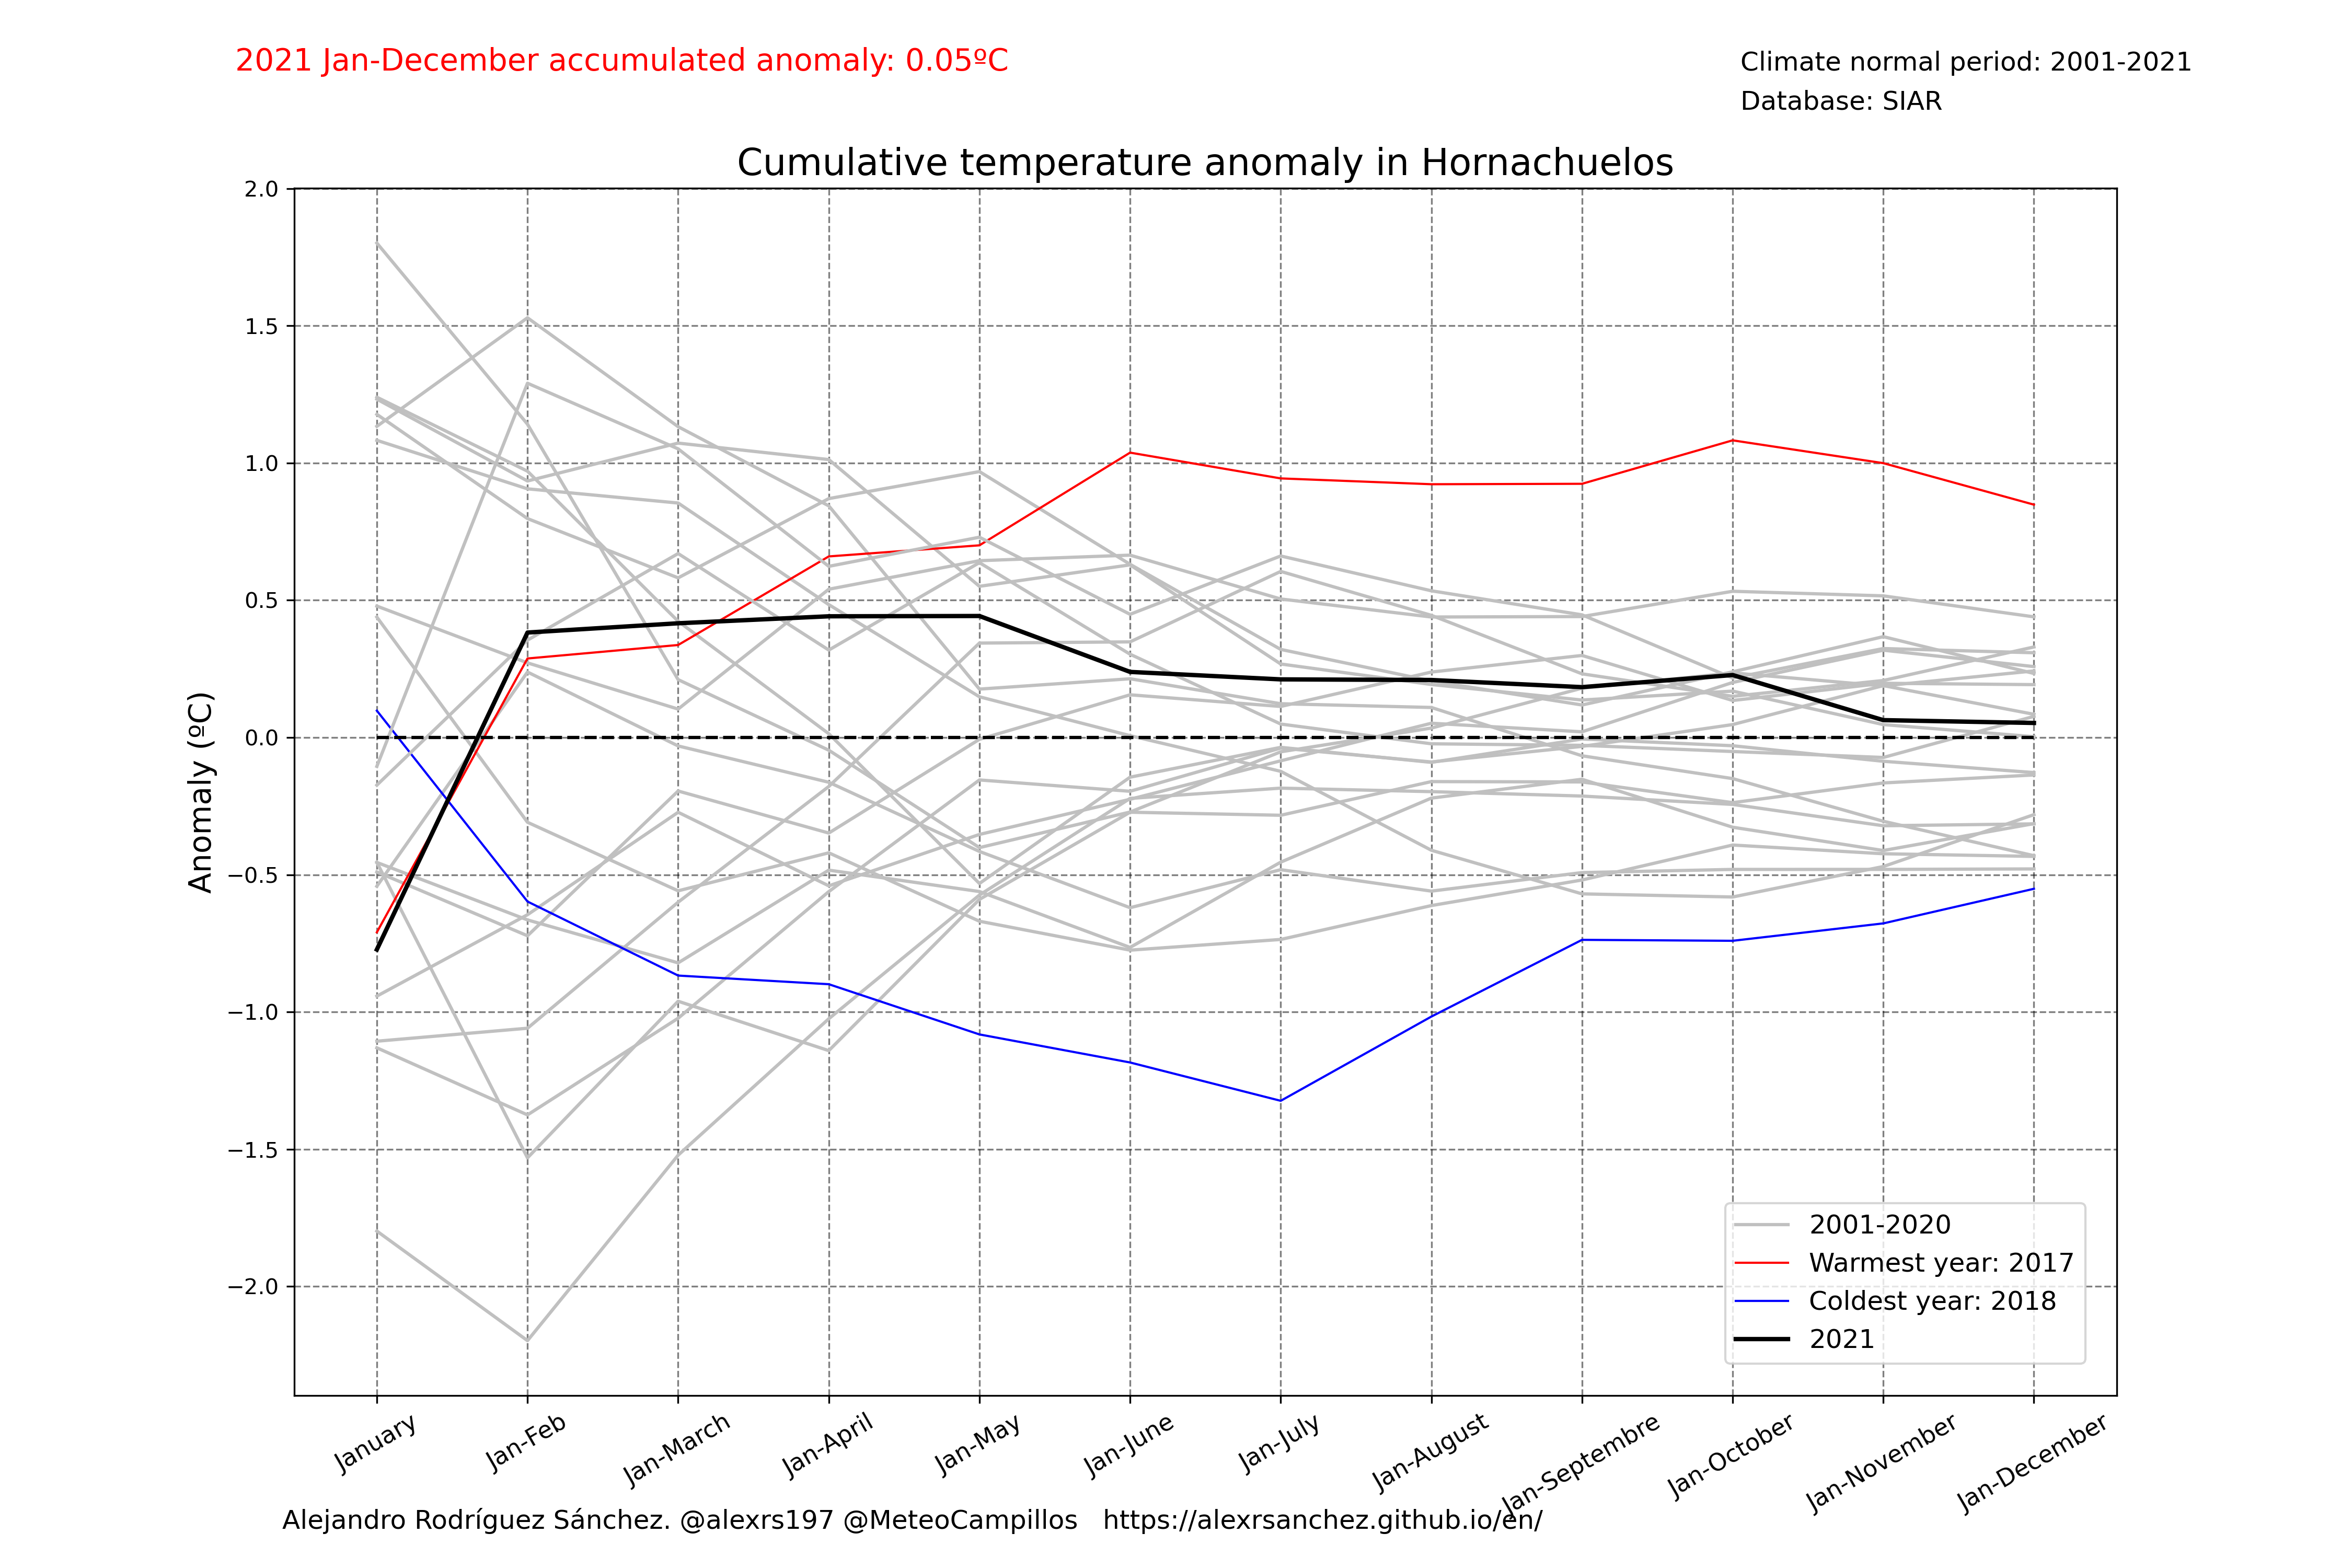 2021 Jan-December accumulated anomaly: 0.05ºC
Climate normal period: 2001-2021
Database: SIAR
Cumulative temperature anomaly in Hornachuelos
Anomaly (ºC)
2.0
1.5
1.0
0.5
0.0
−0.5
−1.0
−1.5
−2.0
2001-2020
Warmest year: 2017
Coldest year: 2018
2021
January
Jan-Feb
Jan-March
Jan-April
Jan-May
Jan-June
Jan-July
Jan-August
Jan-Septembre
Jan-October
Jan-November
Jan-December
Alejandro Rodríguez Sánchez. @alexrs197 @MeteoCampillos https://alexrsanchez.github.io/en/